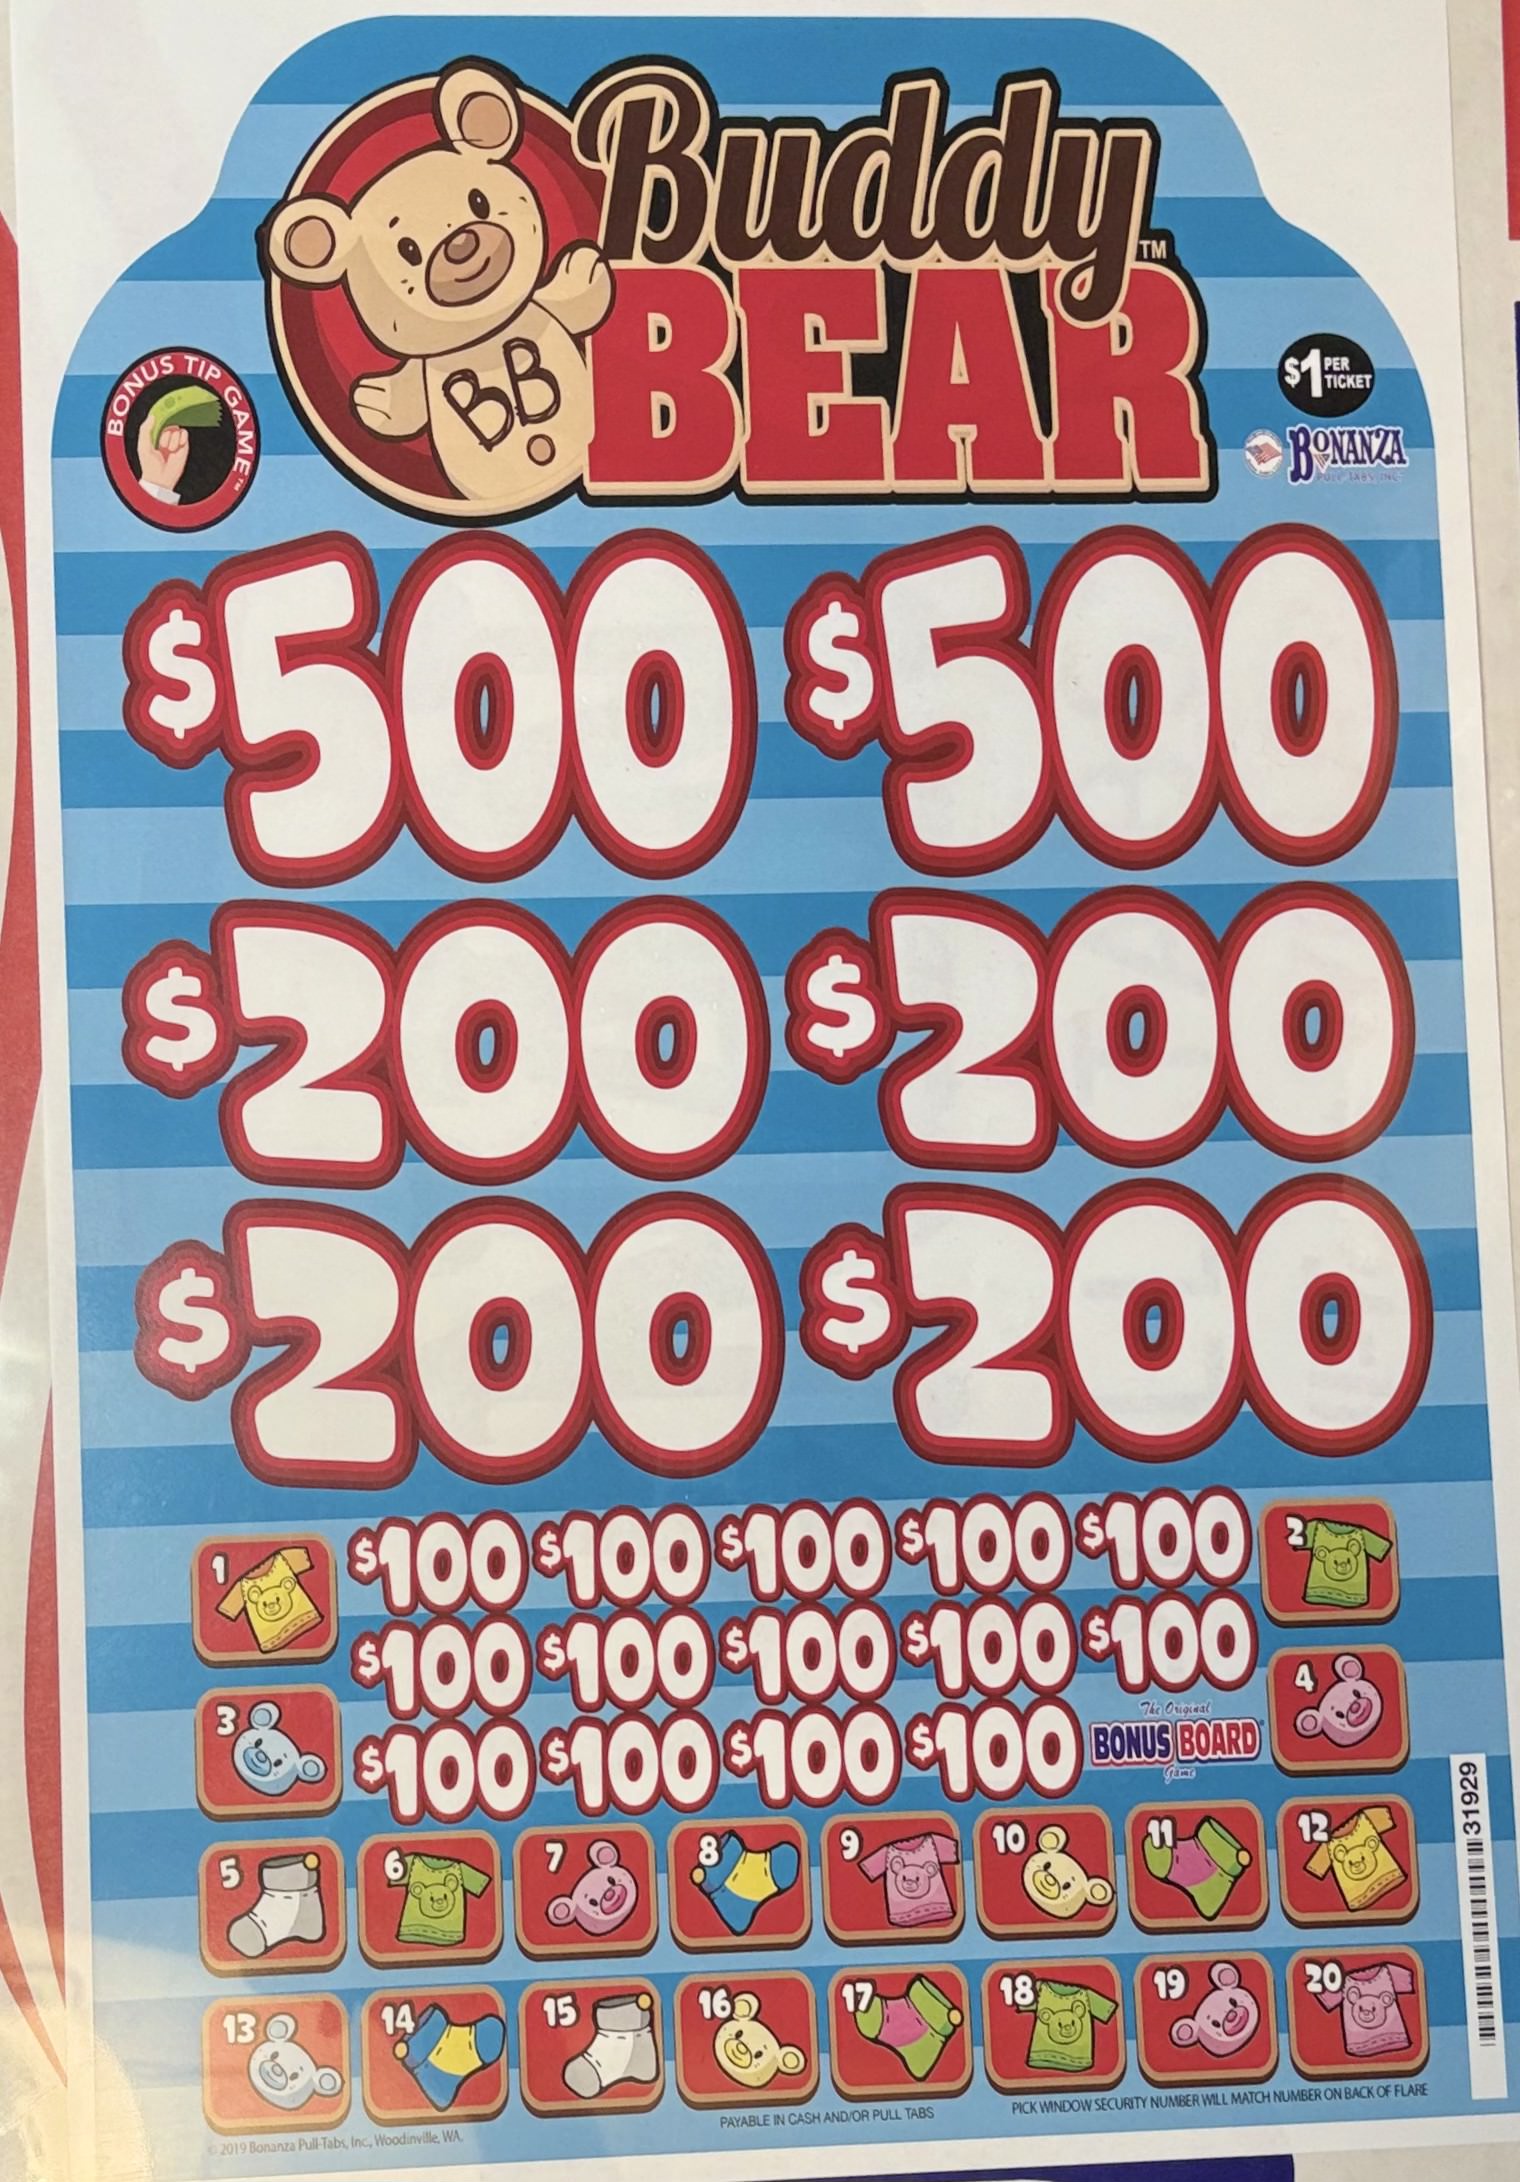 Buddy™
BEAR
BB
BONUS TIP GAME™
$1 PER TICKET
BONANZA
PULL-TABS, INC.
$500 $500
$200 $200
$200 $200
$100 $100 $100 $100 $100
$100 $100 $100 $100 $100
$100 $100 $100 $100
The Original
BONUS BOARD®
Game
1 2
3 4
5 6 7 8 9 10 11 12
13 14 15 16 17 18 19 20
31929
PAYABLE IN CASH AND/OR PULL TABS
PICK WINDOW SECURITY NUMBER WILL MATCH NUMBER ON BACK OF FLARE
© 2019 Bonanza Pull-Tabs, Inc., Woodinville, WA.